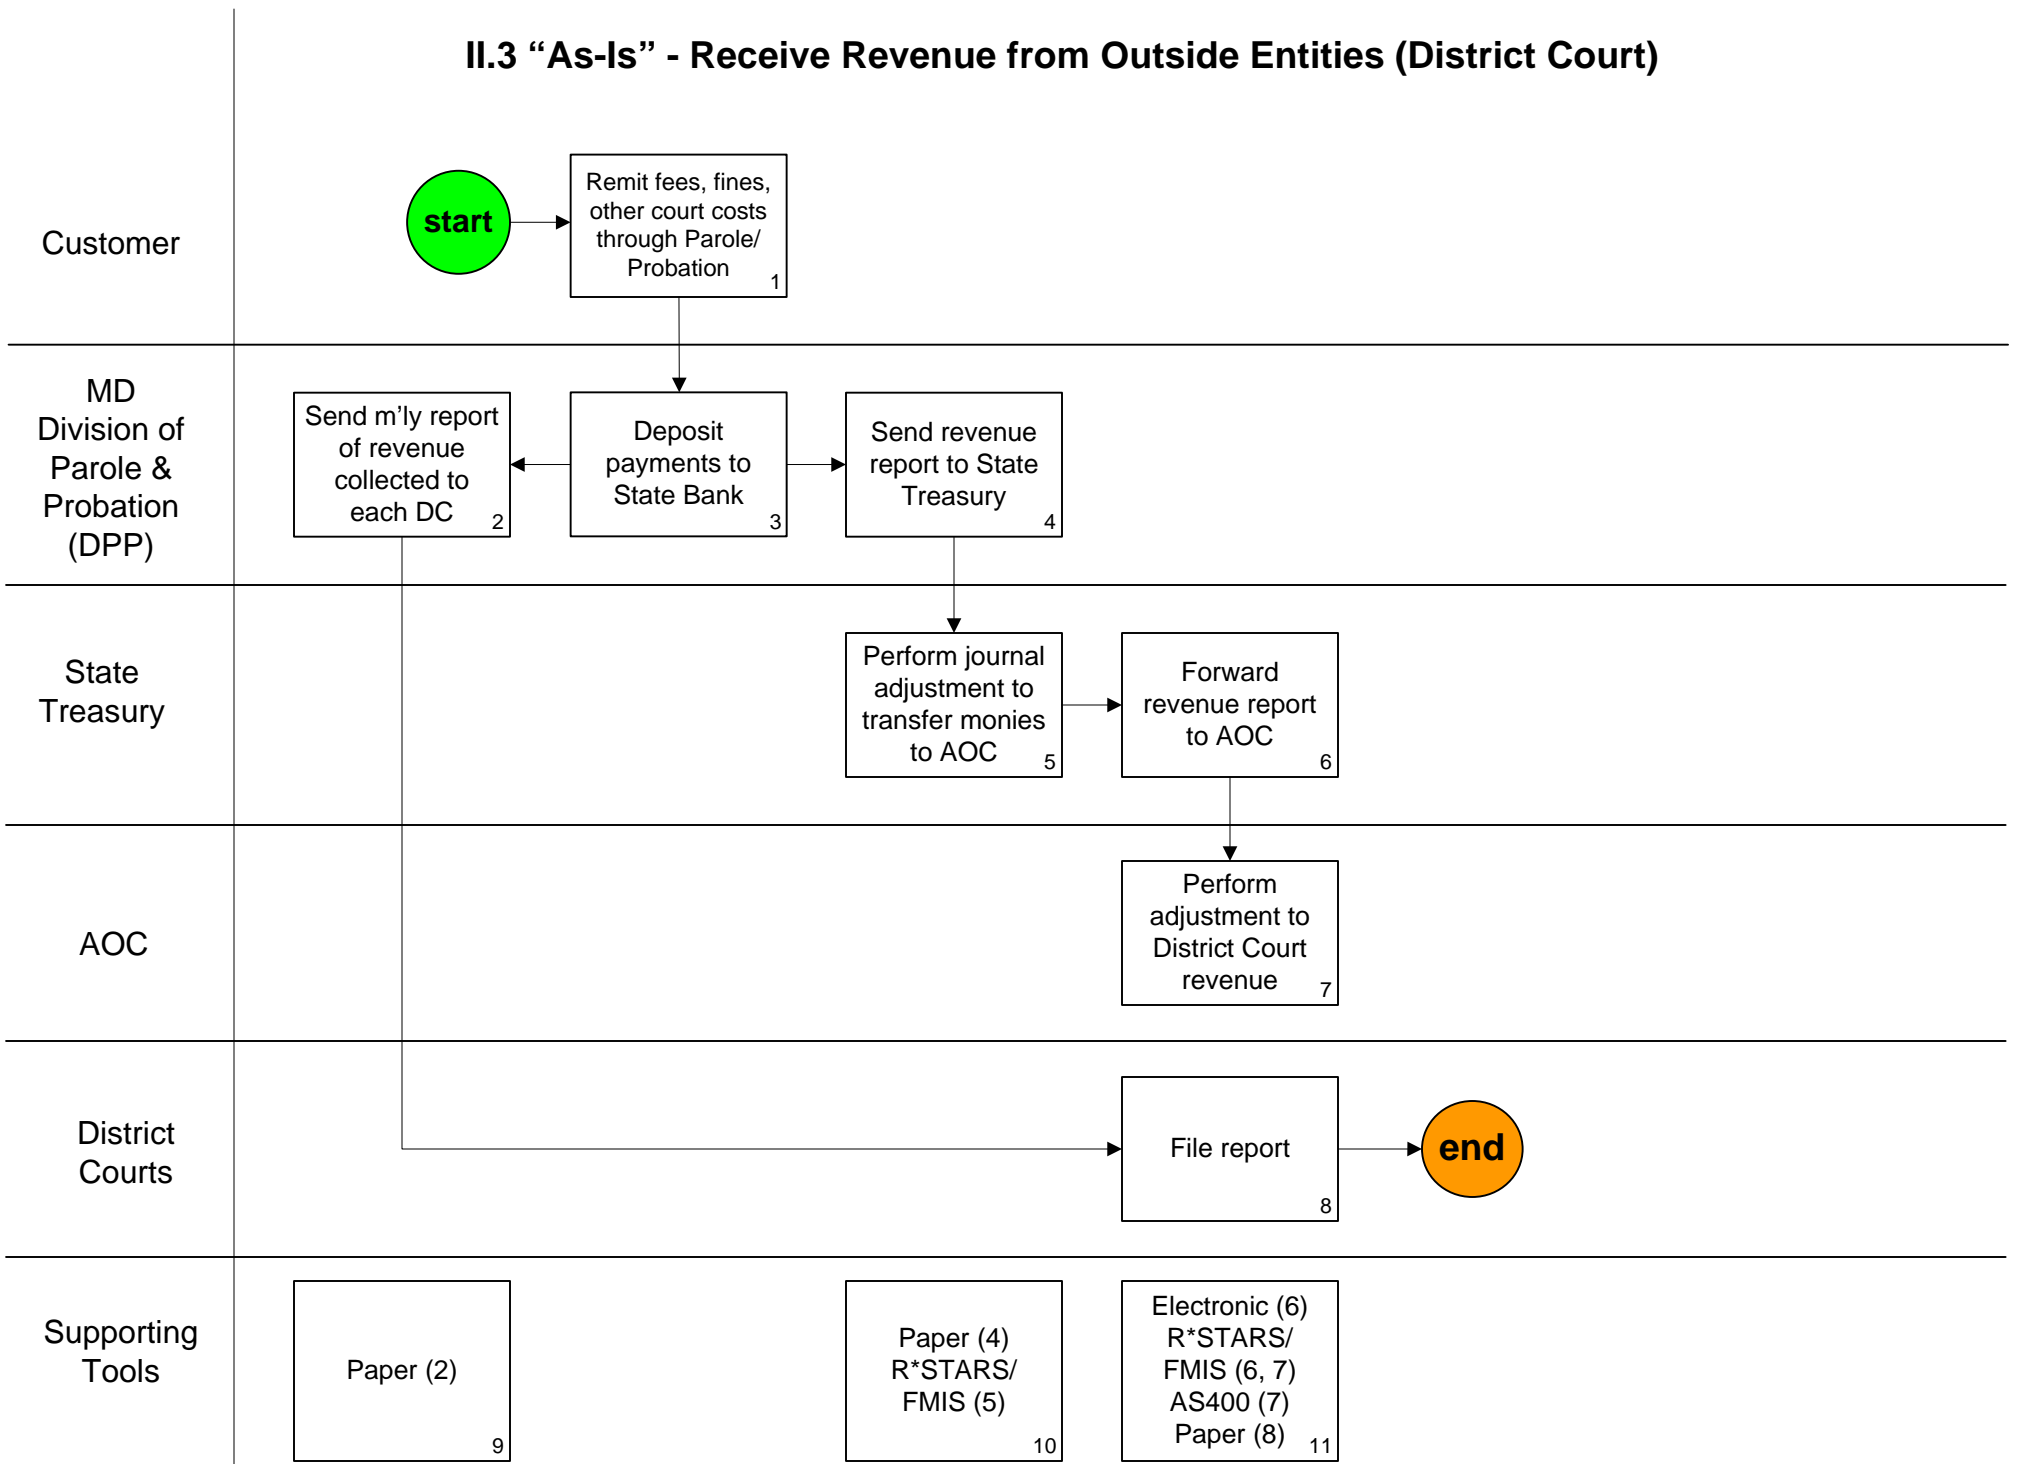 II.3 “As-Is” - Receive Revenue from Outside Entities (District Court)
Customer
start
Remit fees, fines,
other court costs
through Parole/
Probation
1
MD
Division of
Parole &
Probation
(DPP)
Send m’ly report
of revenue
collected to
each DC
2
Deposit
payments to
State Bank
3
Send revenue
report to State
Treasury
4
State
Treasury
Perform journal
adjustment to
transfer monies
to AOC
5
Forward
revenue report
to AOC
6
AOC
Perform
adjustment to
District Court
revenue
7
District
Courts
File report
8
end
Supporting
Tools
Paper (2)
9
Paper (4)
R*STARS/
FMIS (5)
10
Electronic (6)
R*STARS/
FMIS (6, 7)
AS400 (7)
Paper (8)
11